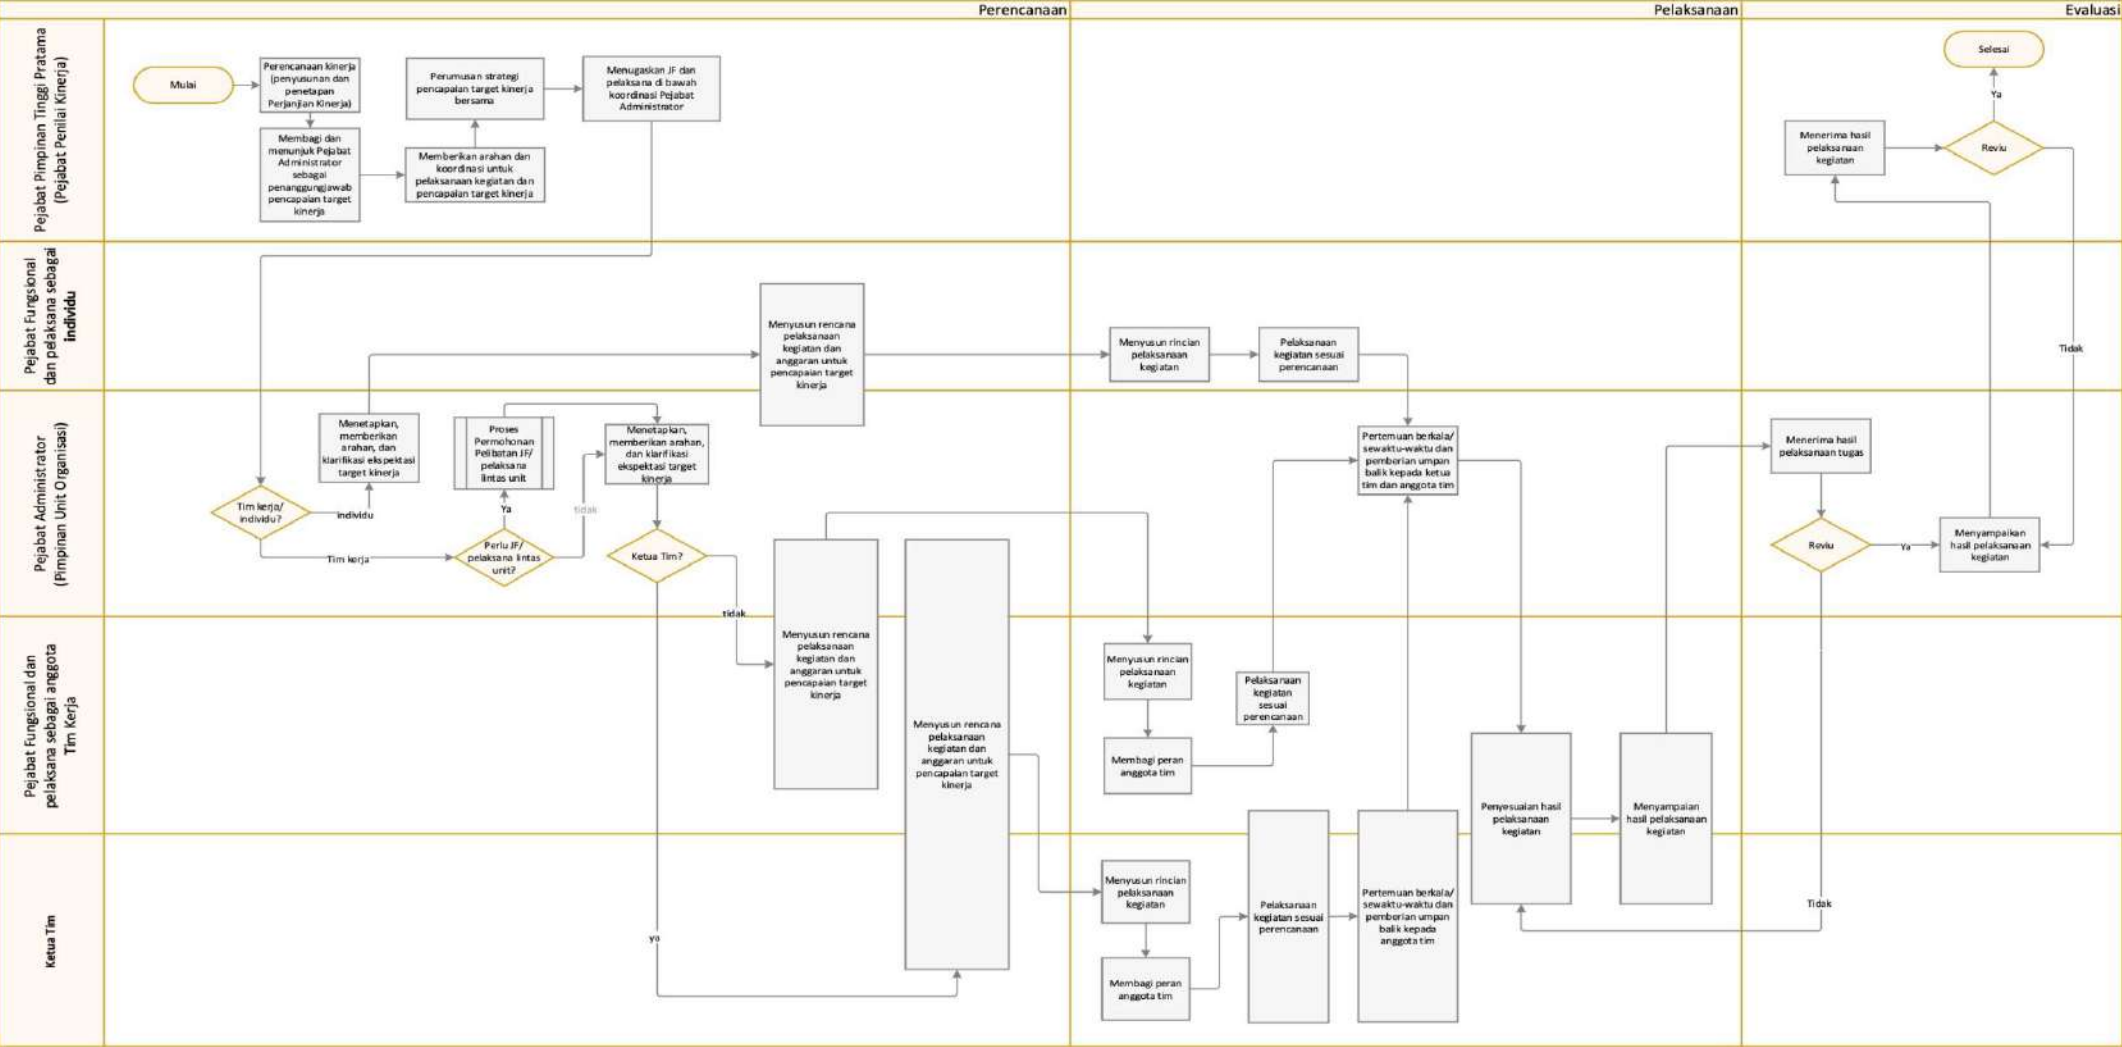 Perencanaan
Pelaksanaan
Evaluasi
Pejabat Pimpinan Tinggi Pratama
(Pejabat Penilai Kinerja)
Mulai
Perencanaan kinerja
(penyusunan dan
penetapan
Perjanjian Kinerja)
Membagi dan
menunjuk Pejabat
Administrator
sebagai
penanggungjawab
pencapaian target
kinerja
Perumusan strategi
pencapaian target kinerja
bersama
Memberikan arahan dan
koordinasi untuk
pelaksanaan kegiatan dan
pencapaian target kinerja
Menugaskan JF dan
pelaksana di bawah
koordinasi Pejabat
Administrator
Selesai
Ya
Menerima hasil
pelaksanaan
kegiatan
Reviu
Tidak
Pejabat Fungsional
dan pelaksana sebagai
individu
Menyusun rencana
pelaksanaan
kegiatan dan
anggaran untuk
pencapaian target
kinerja
Menyusun rincian
pelaksanaan
kegiatan
Pelaksanaan
kegiatan sesuai
perencanaan
Pejabat Administrator
(Pimpinan Unit Organisasi)
Tim kerja/
individu?
individu
Tim kerja
Menetapkan,
memberikan
arahan, dan
klarifikasi ekspektasi
target kinerja
Proses
Permohonan
Pelibatan JF/
pelaksana
lintas unit
Ya
Perlu JF/
pelaksana lintas
unit?
tidak
Menetapkan,
memberikan arahan,
dan klarifikasi
ekspektasi target
kinerja
Ketua Tim?
tidak
ya
Pertemuan berkala/
sewaktu-waktu dan
pemberian umpan
balik kepada ketua
tim dan anggota tim
Menerima hasil
pelaksanaan tugas
Reviu
Ya
Menyampaikan
hasil pelaksanaan
kegiatan
Tidak
Pejabat Fungsional dan
pelaksana sebagai anggota
Tim Kerja
Menyusun rencana
pelaksanaan
kegiatan dan
anggaran untuk
pencapaian target
kinerja
Menyusun rencana
pelaksanaan
kegiatan dan
anggaran untuk
pencapaian target
kinerja
Menyusun rincian
pelaksanaan
kegiatan
Membagi peran
anggota tim
Pelaksanaan
kegiatan
sesuai
perencanaan
Penyesuaian hasil
pelaksanaan
kegiatan
Menyampaian
hasil pelaksanaan
kegiatan
Ketua Tim
Menyusun rincian
pelaksanaan
kegiatan
Membagi peran
anggota tim
Pelaksanaan
kegiatan sesuai
perencanaan
Pertemuan berkala/
sewaktu-waktu dan
pemberian umpan
balik kepada
anggota tim